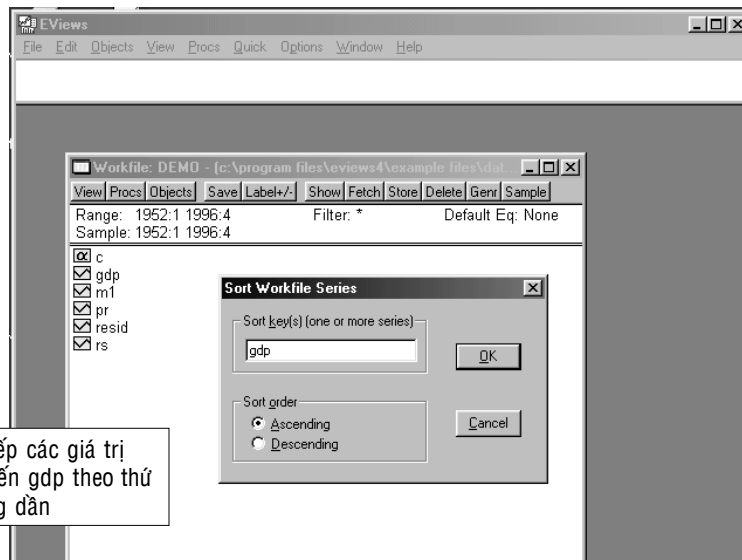 EViews
File Edit Objects View Procs Quick Options Window Help
Workfile: DEMO - (c:\program files\eviews4\example files\dat...
View Procs Objects Save Label+/- Show Fetch Store Delete Genr Sample
Range: 1952:1 1996:4 Filter: * Default Eq: None
Sample: 1952:1 1996:4
c
gdp
m1
pr
resid
rs
Sort Workfile Series
Sort key(s) (one or more series)
gdp
OK
Sort order
Ascending
Descending
Cancel
ếp các giá trị
ến gdp theo thứ
g dần